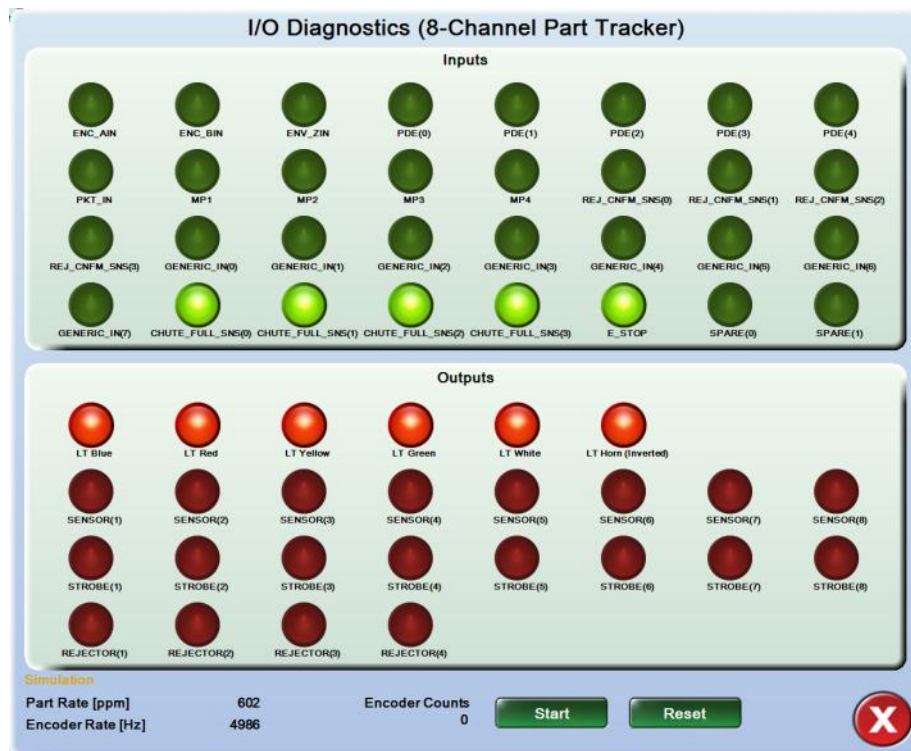 I/O Diagnostics (8-Channel Part Tracker)
Inputs
ENC_AIN ENC_BIN ENV_ZIN PDE(0) PDE(1) PDE(2) PDE(3) PDE(4)
PKT_IN MP1 MP2 MP3 MP4 REJ_CNFM_SNS(0) REJ_CNFM_SNS(1) REJ_CNFM_SNS(2)
REJ_CNFM_SNS(3) GENERIC_IN(0) GENERIC_IN(1) GENERIC_IN(2) GENERIC_IN(3) GENERIC_IN(4) GENERIC_IN(5) GENERIC_IN(6)
GENERIC_IN(7) CHUTE_FULL_SNS(0) CHUTE_FULL_SNS(1) CHUTE_FULL_SNS(2) CHUTE_FULL_SNS(3) E_STOP SPARE(0) SPARE(1)
Outputs
LT Blue LT Red LT Yellow LT Green LT White LT Horn (Inverted)
SENSOR(1) SENSOR(2) SENSOR(3) SENSOR(4) SENSOR(5) SENSOR(6) SENSOR(7) SENSOR(8)
STROBE(1) STROBE(2) STROBE(3) STROBE(4) STROBE(5) STROBE(6) STROBE(7) STROBE(8)
REJECTOR(1) REJECTOR(2) REJECTOR(3) REJECTOR(4)
Simulation
Part Rate [ppm] 602 Encoder Counts
Encoder Rate [Hz] 4986 0
Start Reset
X